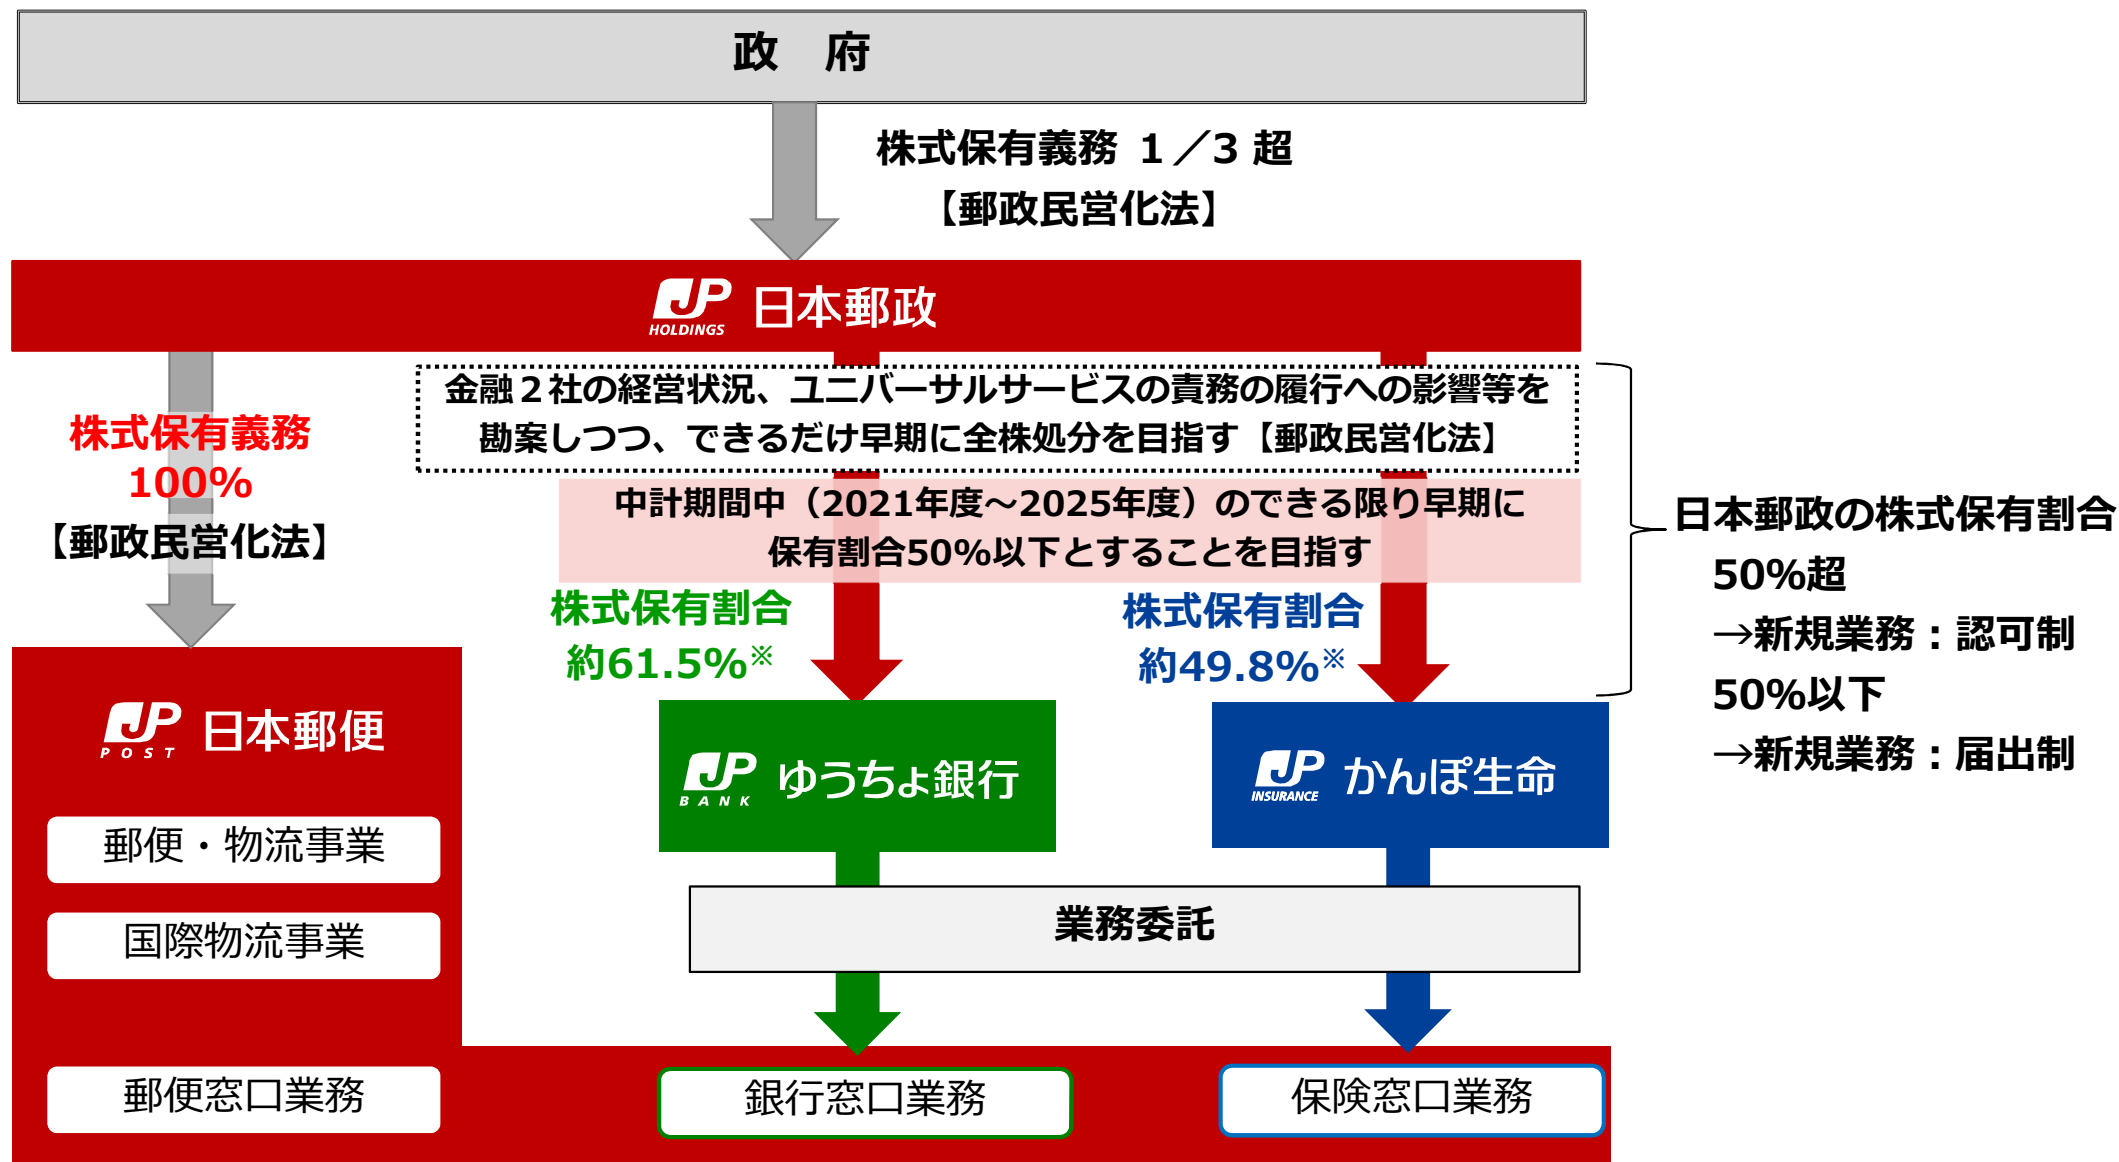 政　府
株式保有義務 １／3 超
【郵政民営化法】
JP 日本郵政
HOLDINGS
金融２社の経営状況、ユニバーサルサービスの責務の履行への影響等を
勘案しつつ、できるだけ早期に全株処分を目指す【郵政民営化法】
株式保有義務
100%
【郵政民営化法】
中計期間中（2021年度～2025年度）のできる限り早期に
保有割合50%以下とすることを目指す
株式保有割合
約61.5%※
株式保有割合
約49.8%※
日本郵政の株式保有割合
50%超
→新規業務：認可制
50%以下
→新規業務：届出制
JP 日本郵便
POST
JP ゆうちょ銀行
BANK
JP かんぽ生命
INSURANCE
郵便・物流事業
国際物流事業
業務委託
郵便窓口業務
銀行窓口業務
保険窓口業務